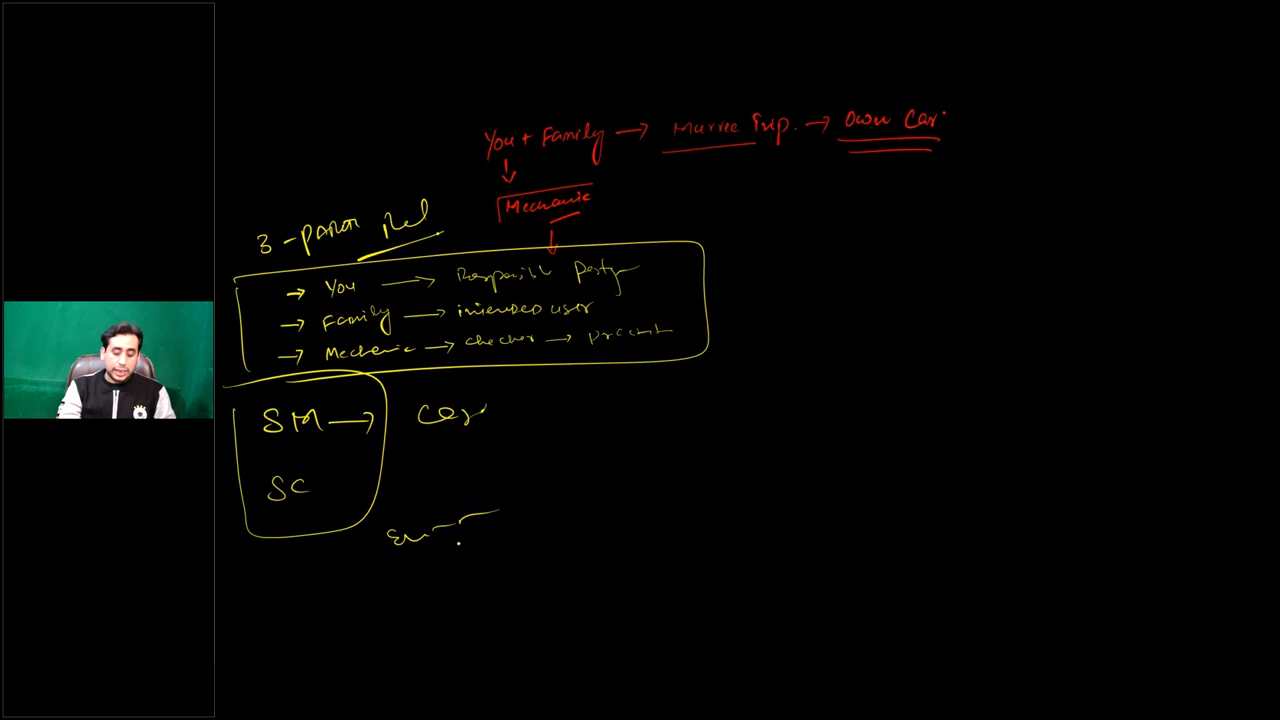 You + Family → Murree Trip. → Own Car.
↓
Mechanic
↓
3-PARTY Rel
→ You → Responsible party
→ Family → intended user
→ Mechanic → checker →
SM → Car
SC